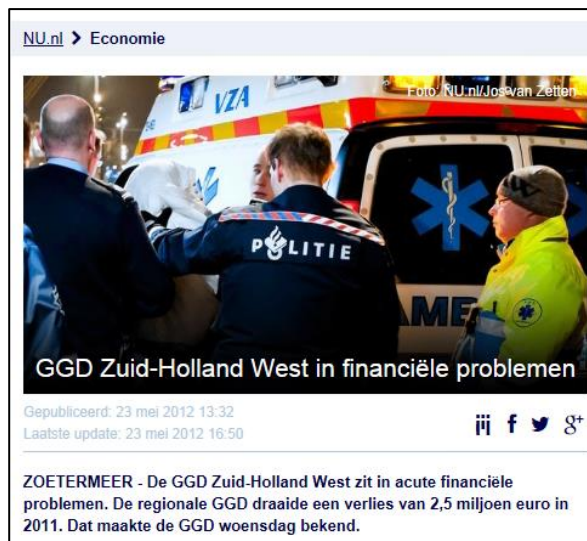 NU.nl > Economie
Foto: NU.nl/Jos van Zetten
VZA
POLITIE
AMB
GGD Zuid-Holland West in financiële problemen
Gepubliceerd: 23 mei 2012 13:32
Laatste update: 23 mei 2012 16:50
f g+
ZOETERMEER - De GGD Zuid-Holland West zit in acute financiële
problemen. De regionale GGD draaide een verlies van 2,5 miljoen euro in
2011. Dat maakte de GGD woensdag bekend.